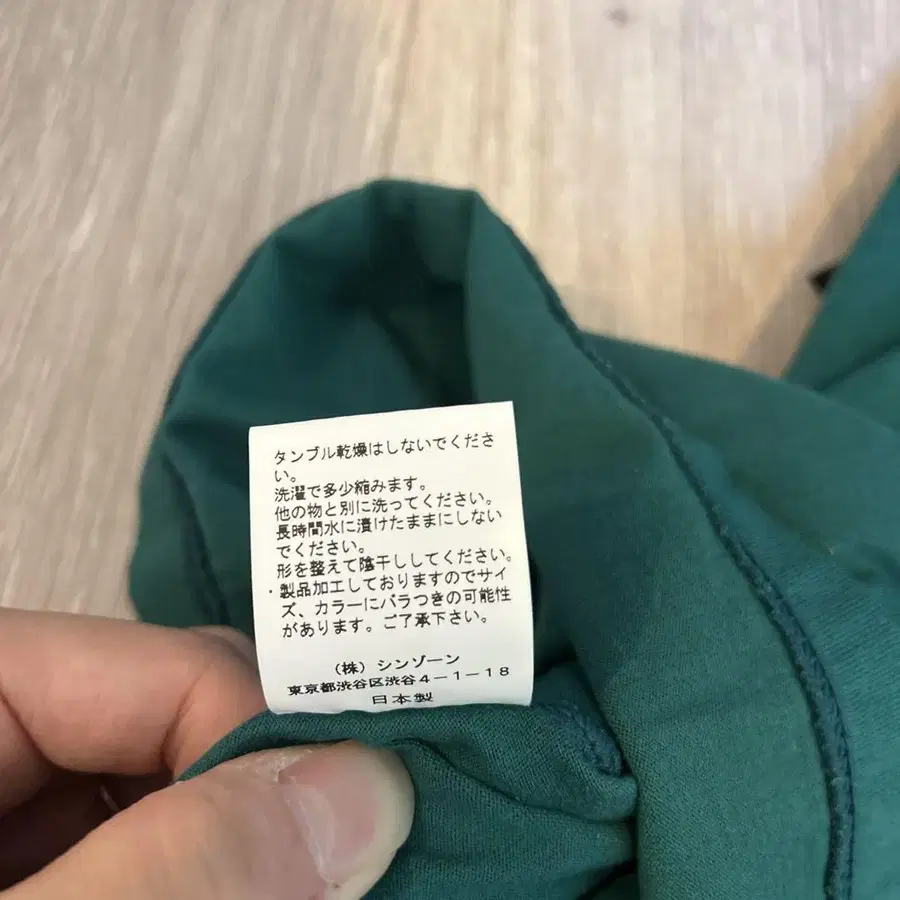 タンブル乾燥はしないでくださ
い。
洗濯で多少縮みます。
他の物と別に洗ってください。
長時間水に漬けたままにしない
でください。
形を整えて陰干ししてください。
・製品加工しておりますのでサイ
ズ、カラーにバラつきの可能性
があります。ご了承下さい。
（株）シンゾーン
東京都渋谷区渋谷４－１－１８
日本製